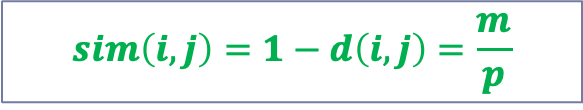 sim(i, j) = 1 − d(i, j) = m/p